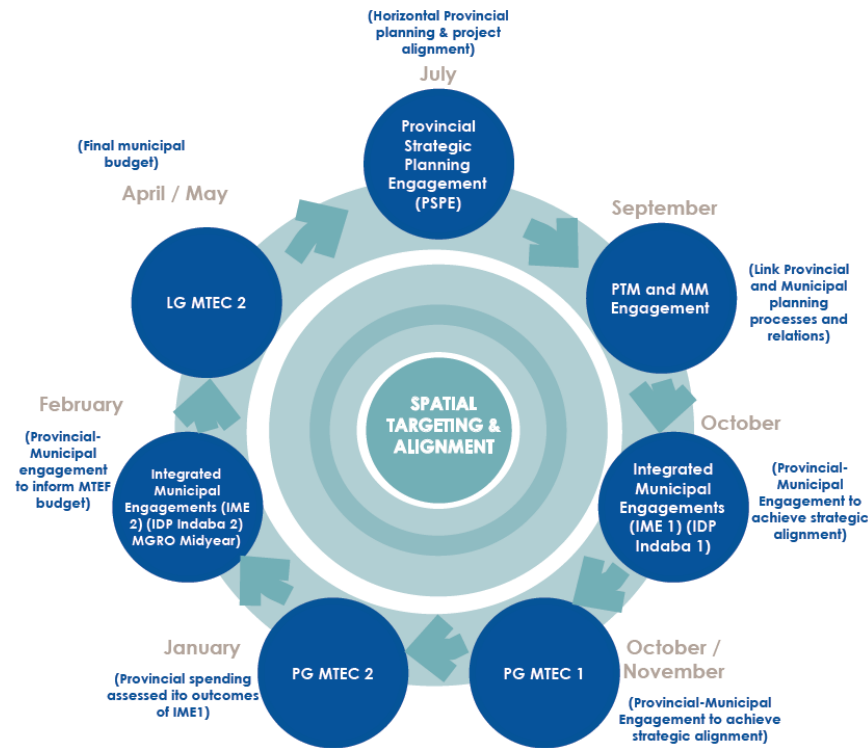 (Horizontal Provincial
planning & project
alignment)
July
Provincial
Strategic
Planning
Engagement
(PSPE)
(Final municipal
budget)
April / May
September
LG MTEC 2
PTM and MM
Engagement
(Link Provincial
and Municipal
planning
processes and
relations)
SPATIAL
TARGETING &
ALIGNMENT
February
(Provincial-
Municipal
engagement
to inform MTEF
budget)
Integrated
Municipal
Engagements (IME
2) (IDP Indaba 2)
MGRO Midyear)
October
Integrated
Municipal
Engagements
(IME 1) (IDP
Indaba 1)
(Provincial-
Municipal
Engagement to
achieve strategic
alignment)
January
(Provincial spending
assessed ito outcomes
of IME1)
PG MTEC 2
PG MTEC 1
October /
November
(Provincial-Municipal
Engagement to achieve
strategic alignment)